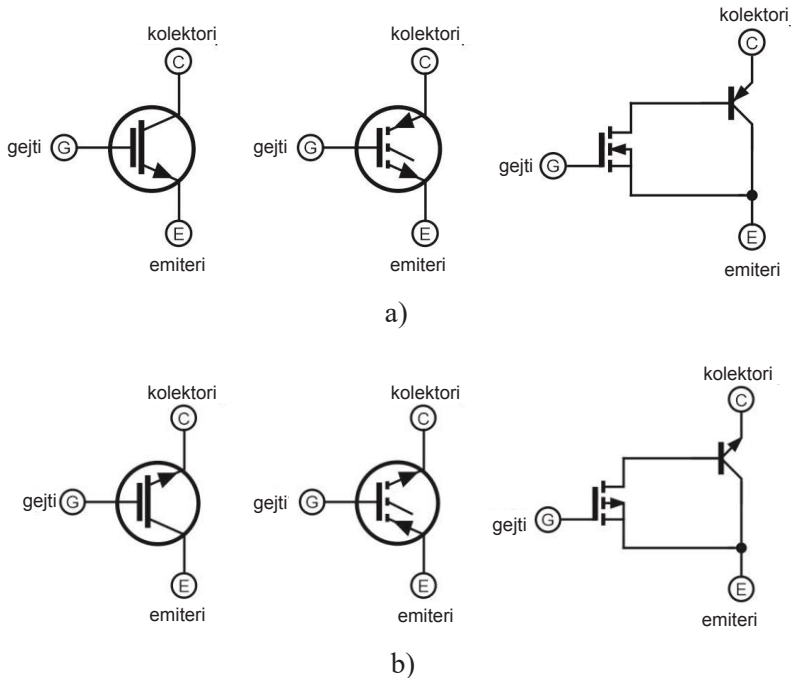 kolektori kolektori kolektori
C C C
gejti G gejti G gejti G
E E E
emiteri emiteri emiteri
a)
kolektori kolektori kolektori
C C C
gejti G gejti G gejti G
E E E
emiteri emiteri emiteri
b)